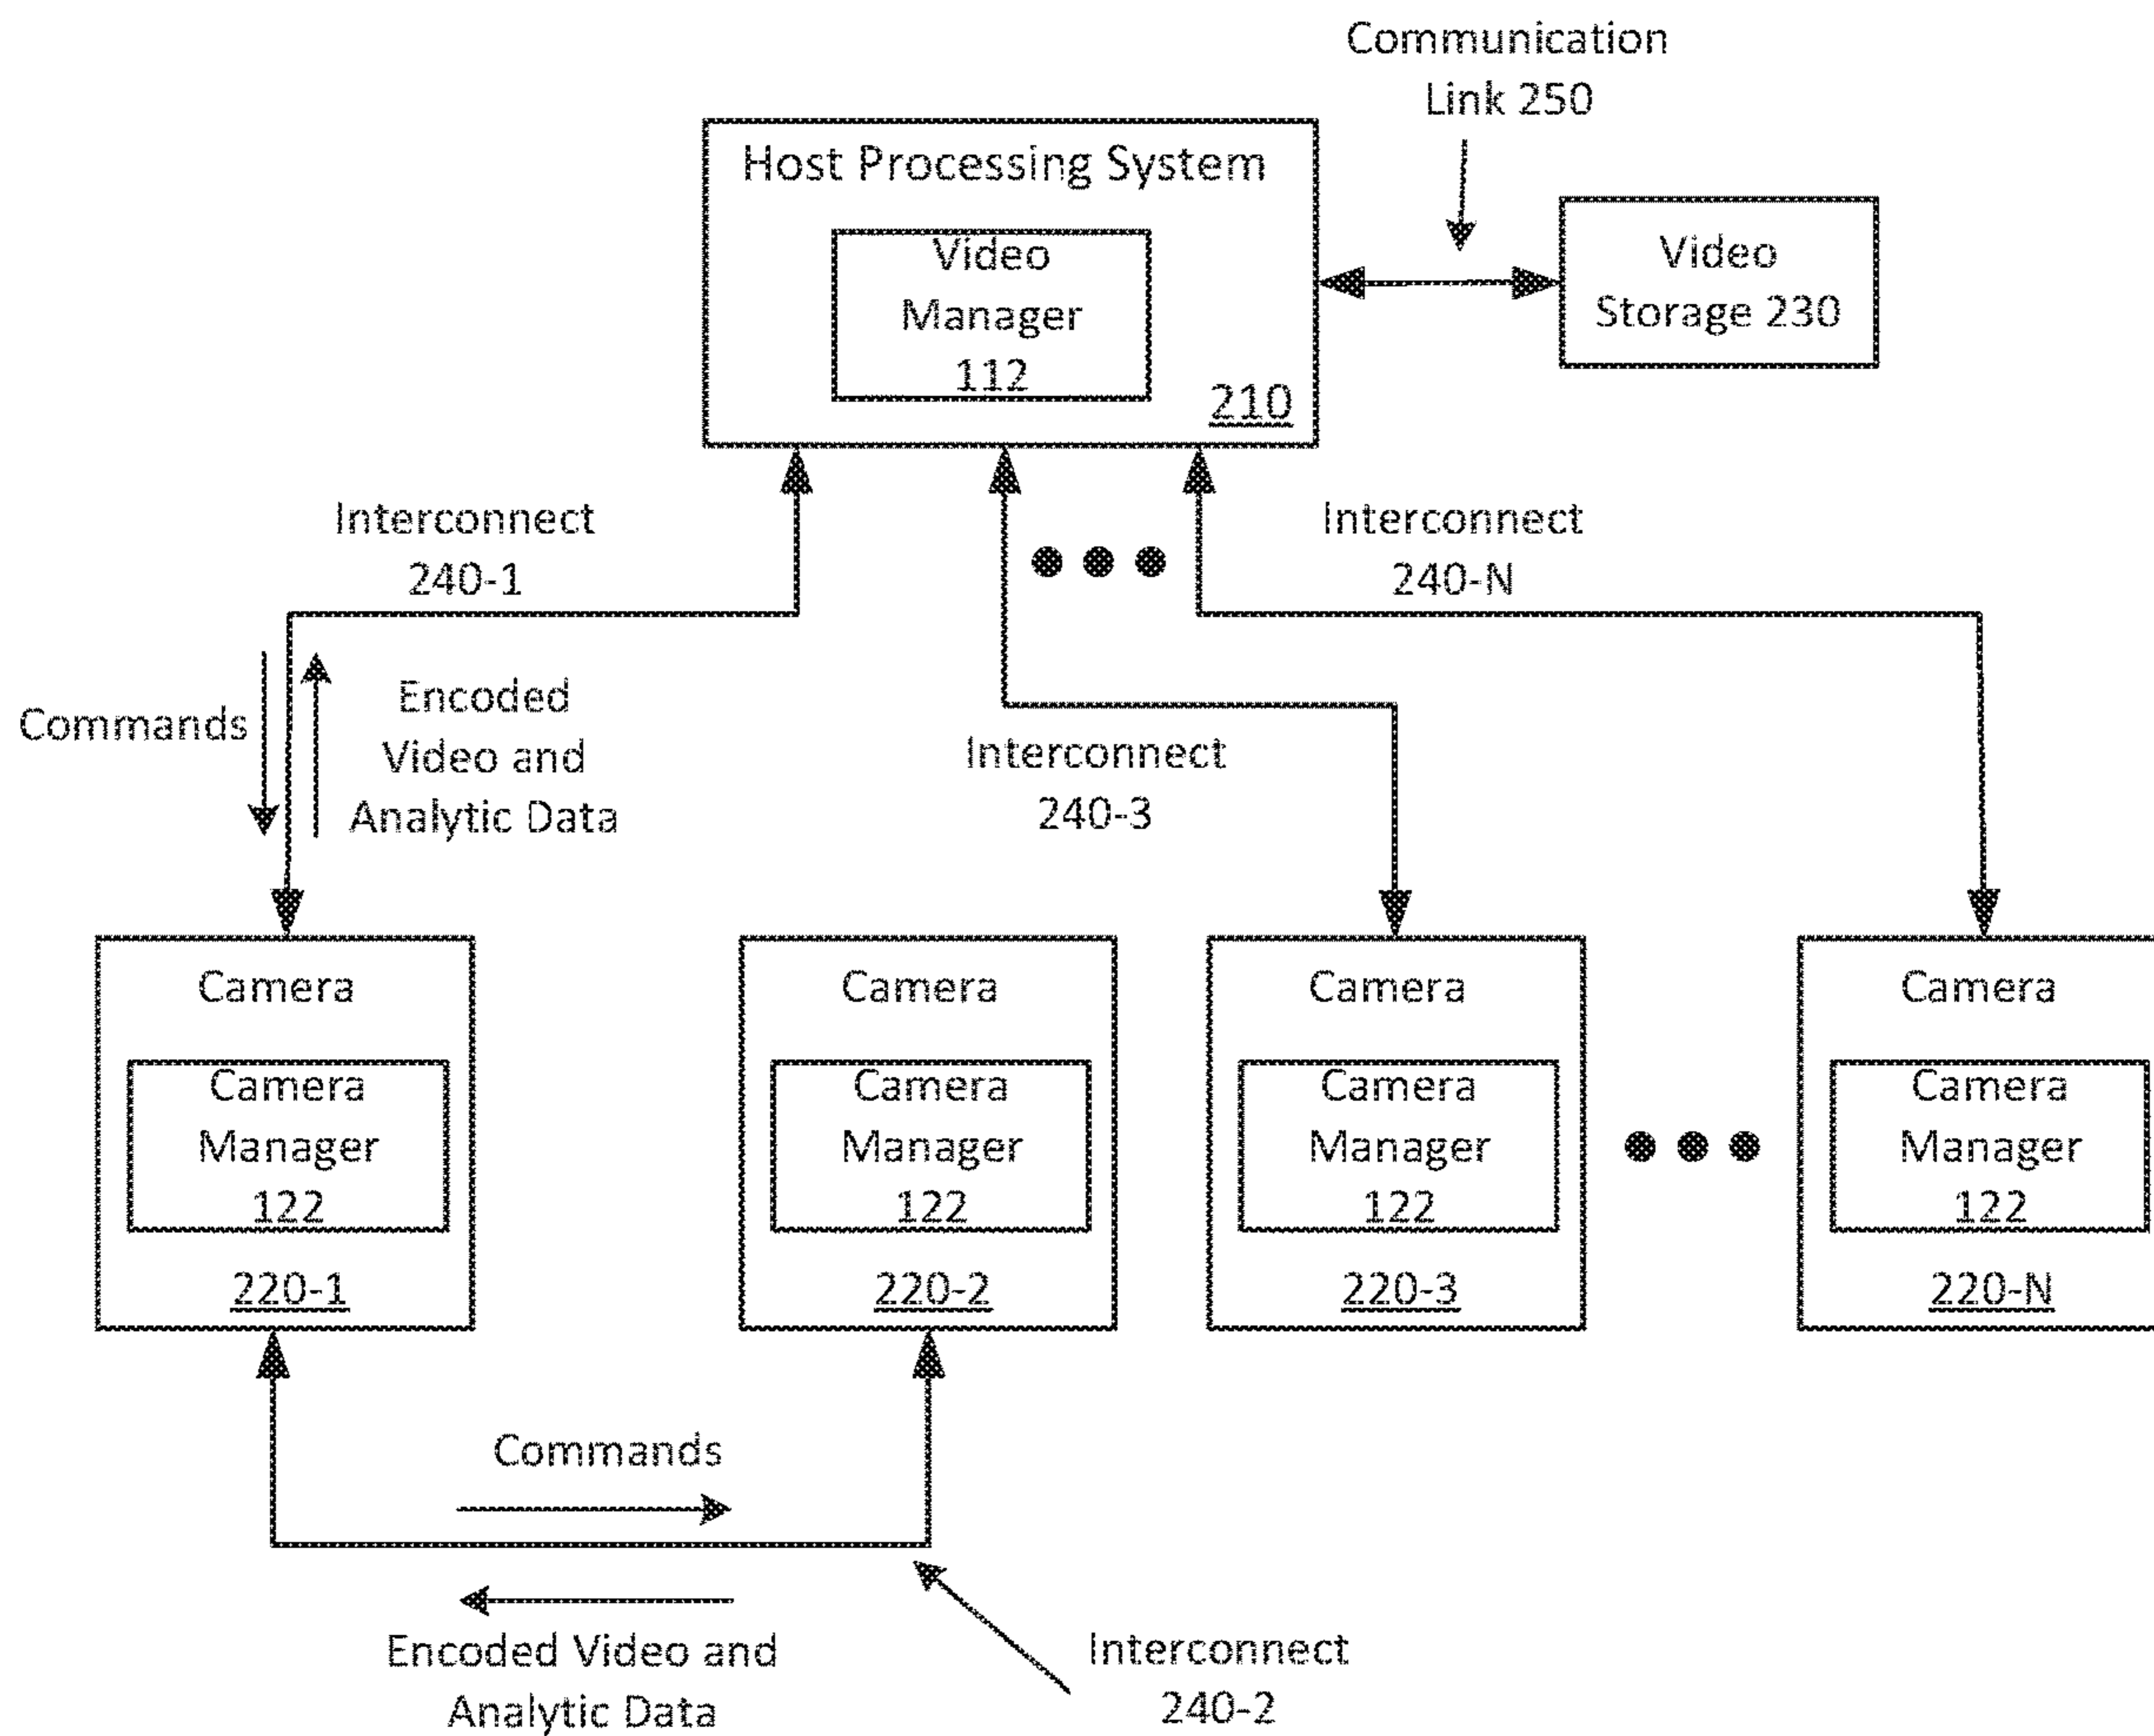 Communication
Link 250
Host Processing System
Video
Manager
112
210
Video
Storage 230
Interconnect
240-1
Interconnect
240-N
Commands
Encoded
Video and
Analytic Data
Interconnect
240-3
Camera
Camera
Manager
122
220-1
Camera
Camera
Manager
122
220-2
Camera
Camera
Manager
122
220-3
Camera
Camera
Manager
122
220-N
Commands
Encoded Video and
Analytic Data
Interconnect
240-2